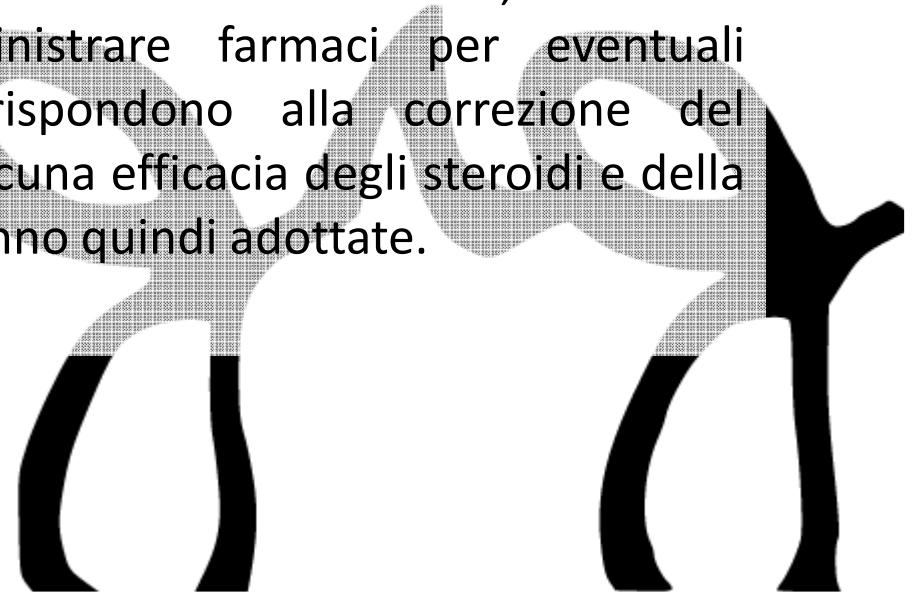 inistrare farmaci per eventuali
rispondono alla correzione del
cuna efficacia degli steroidi e della
nno quindi adottate.